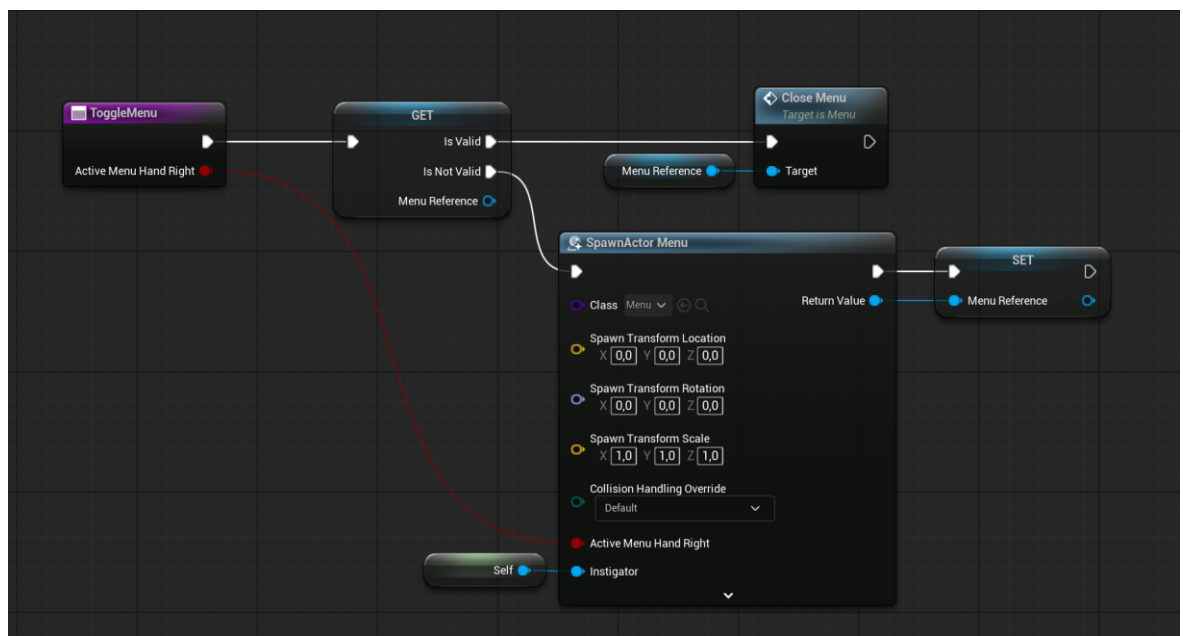 ToggleMenu
Active Menu Hand Right
GET
Is Valid
Is Not Valid
Menu Reference
Close Menu
Target is Menu
Menu Reference
Target
SpawnActor Menu
Class Menu
Return Value
Spawn Transform Location
X 0,0 Y 0,0 Z 0,0
Spawn Transform Rotation
X 0,0 Y 0,0 Z 0,0
Spawn Transform Scale
X 1,0 Y 1,0 Z 1,0
Collision Handling Override
Default
Active Menu Hand Right
Self
Instigator
SET
Menu Reference